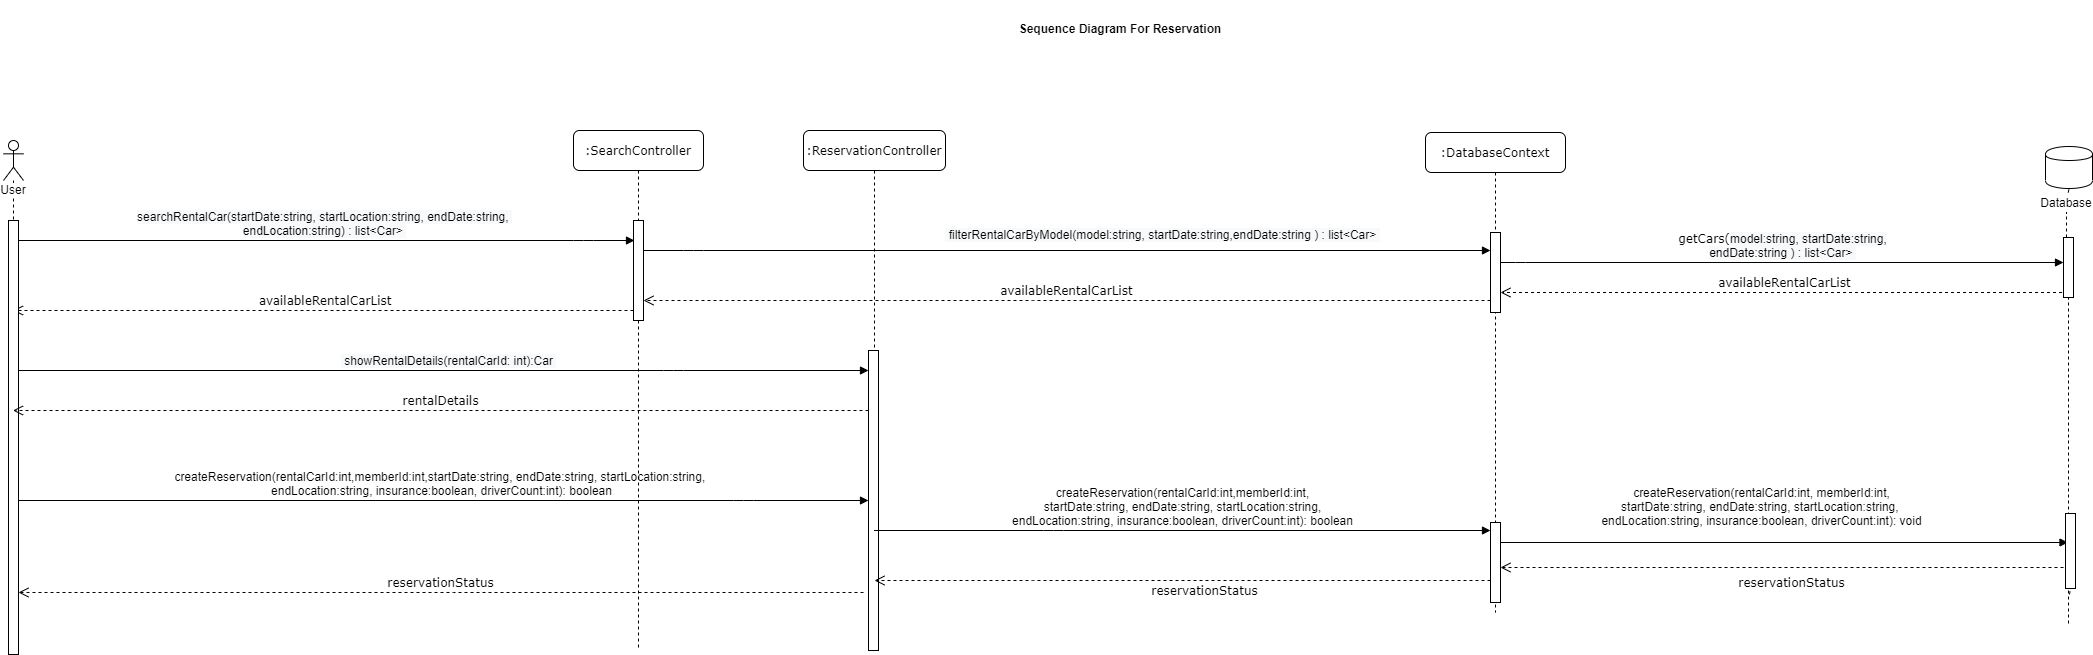 Sequence Diagram For Reservation
:SearchController
:ReservationController
:DatabaseContext
User
Database
searchRentalCar(startDate:string, startLocation:string, endDate:string,
endLocation:string) : list<Car>
filterRentalCarByModel(model:string, startDate:string,endDate:string ) : list<Car>
getCars(model:string, startDate:string,
endDate:string ) : list<Car>
availableRentalCarList
availableRentalCarList
availableRentalCarList
showRentalDetails(rentalCarId: int):Car
rentalDetails
createReservation(rentalCarId:int,memberId:int,startDate:string, endDate:string, startLocation:string,
endLocation:string, insurance:boolean, driverCount:int): boolean
createReservation(rentalCarId:int,memberId:int,
startDate:string, endDate:string, startLocation:string,
endLocation:string, insurance:boolean, driverCount:int): boolean
createReservation(rentalCarId:int, memberId:int,
startDate:string, endDate:string, startLocation:string,
endLocation:string, insurance:boolean, driverCount:int): void
reservationStatus
reservationStatus
reservationStatus